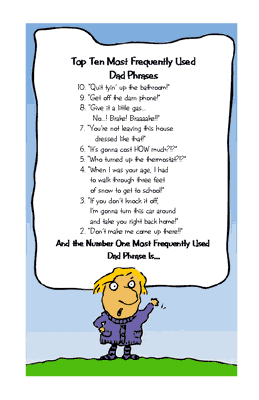 Top Ten Most Frequently Used
Dad Phrases
10. "Quit tyin' up the bathroom!"
9. "Get off the darn phone!"
8. "Give it a little gas...
No...! Brake! Braaaake!!!"
7. "You're not leaving this house
dressed like that!"
6. "It's gonna cost HOW much?!?"
5. "Who turned up the thermostat?!?"
4. "When I was your age, I had
to walk through three feet
of snow to get to school!"
3. "If you don't knock it off,
I'm gonna turn this car around
and take you right back home!"
2. "Don't make me come up there!!"
And the Number One Most Frequently Used
Dad Phrase Is...